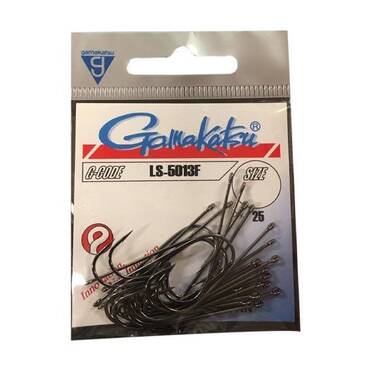 gamakatsu
Gamakatsu®
G-CODE
LS-5013F
SIZE
25